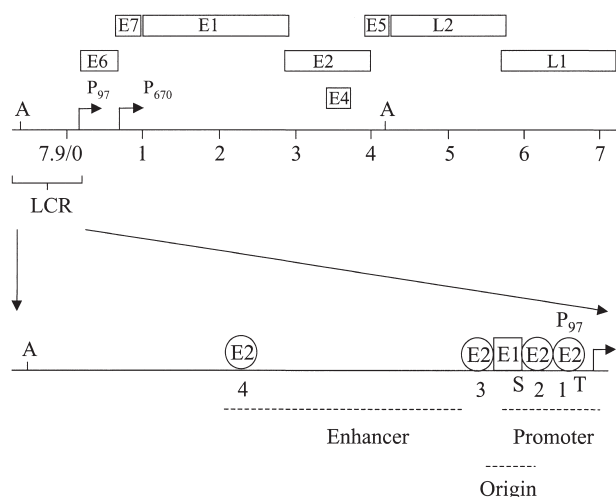 E7 E1 E5 L2
E6 E2 L1
P97 P670 E4
A A
7.9/0 1 2 3 4 5 6 7
LCR
P97
A E2 E2 E1 E2 E2
4 3 S 2 1 T
Enhancer Promoter
Origin